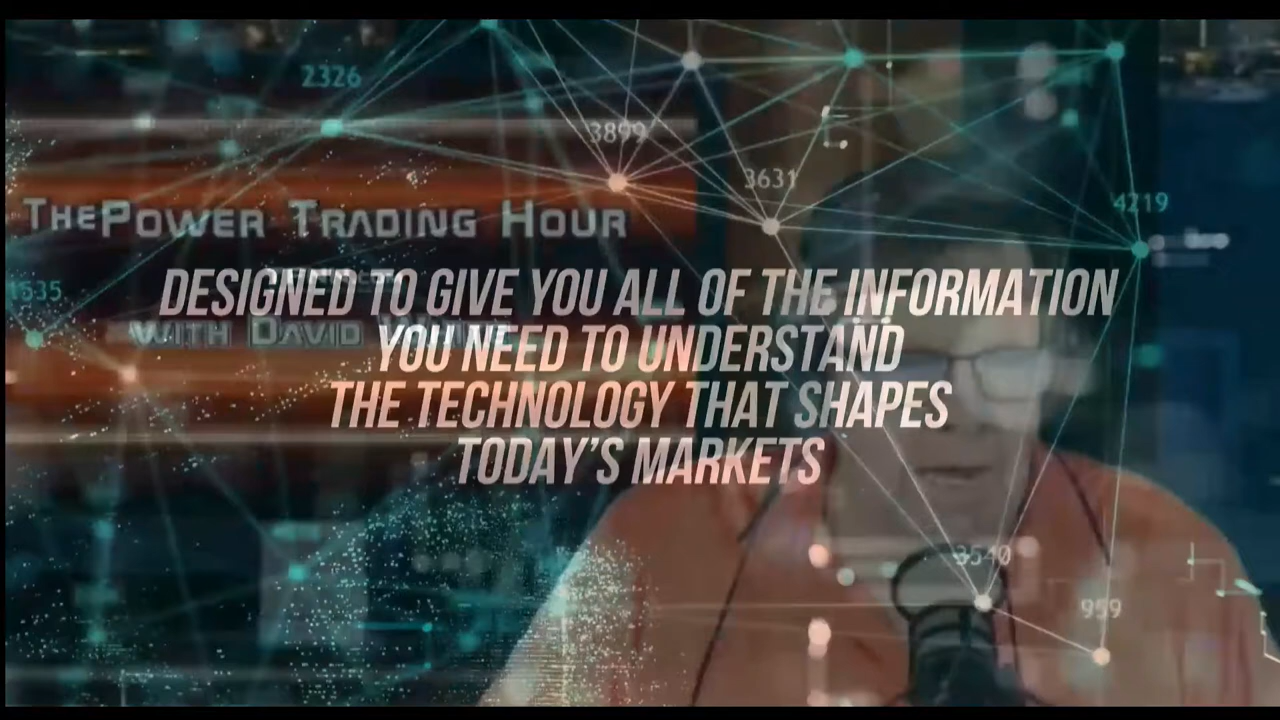 2326
3899
3631
4219
THEPOWER TRADING HOUR
1535
DESIGNED TO GIVE YOU ALL OF THE INFORMATION
WITH DAVID
YOU NEED TO UNDERSTAND
THE TECHNOLOGY THAT SHAPES
TODAY'S MARKETS
3540
959